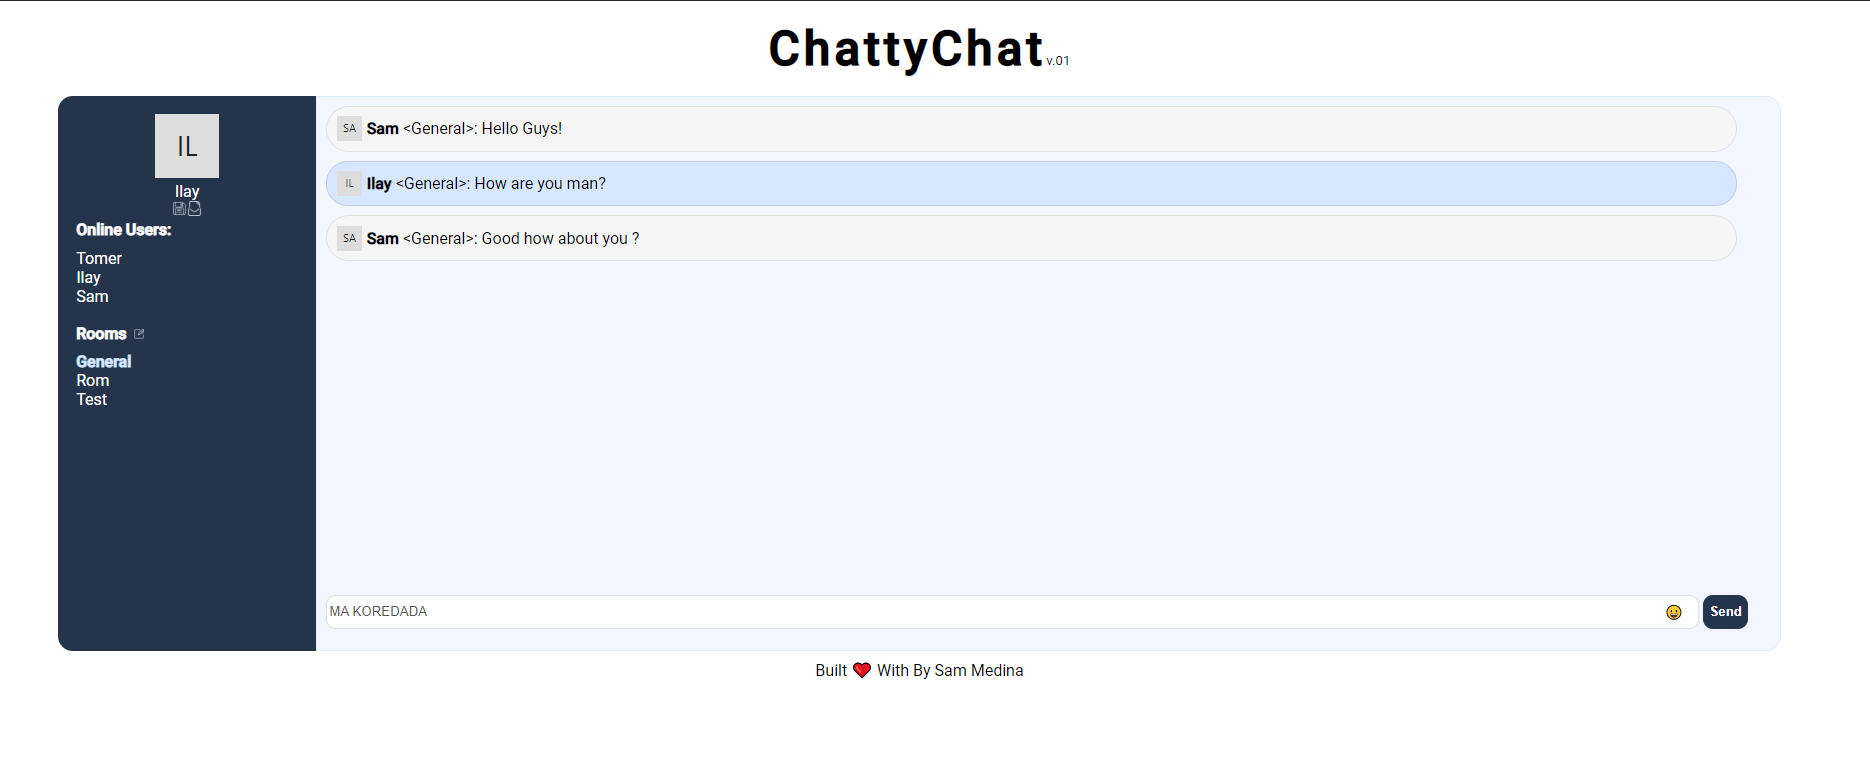 ChattyChat v.01
IL
Ilay
Online Users:
Tomer
Ilay
Sam
Rooms
General
Rom
Test
SA Sam <General>: Hello Guys!
IL Ilay <General>: How are you man?
SA Sam <General>: Good how about you ?
MA KOREDADA
Send
Built ❤ With By Sam Medina